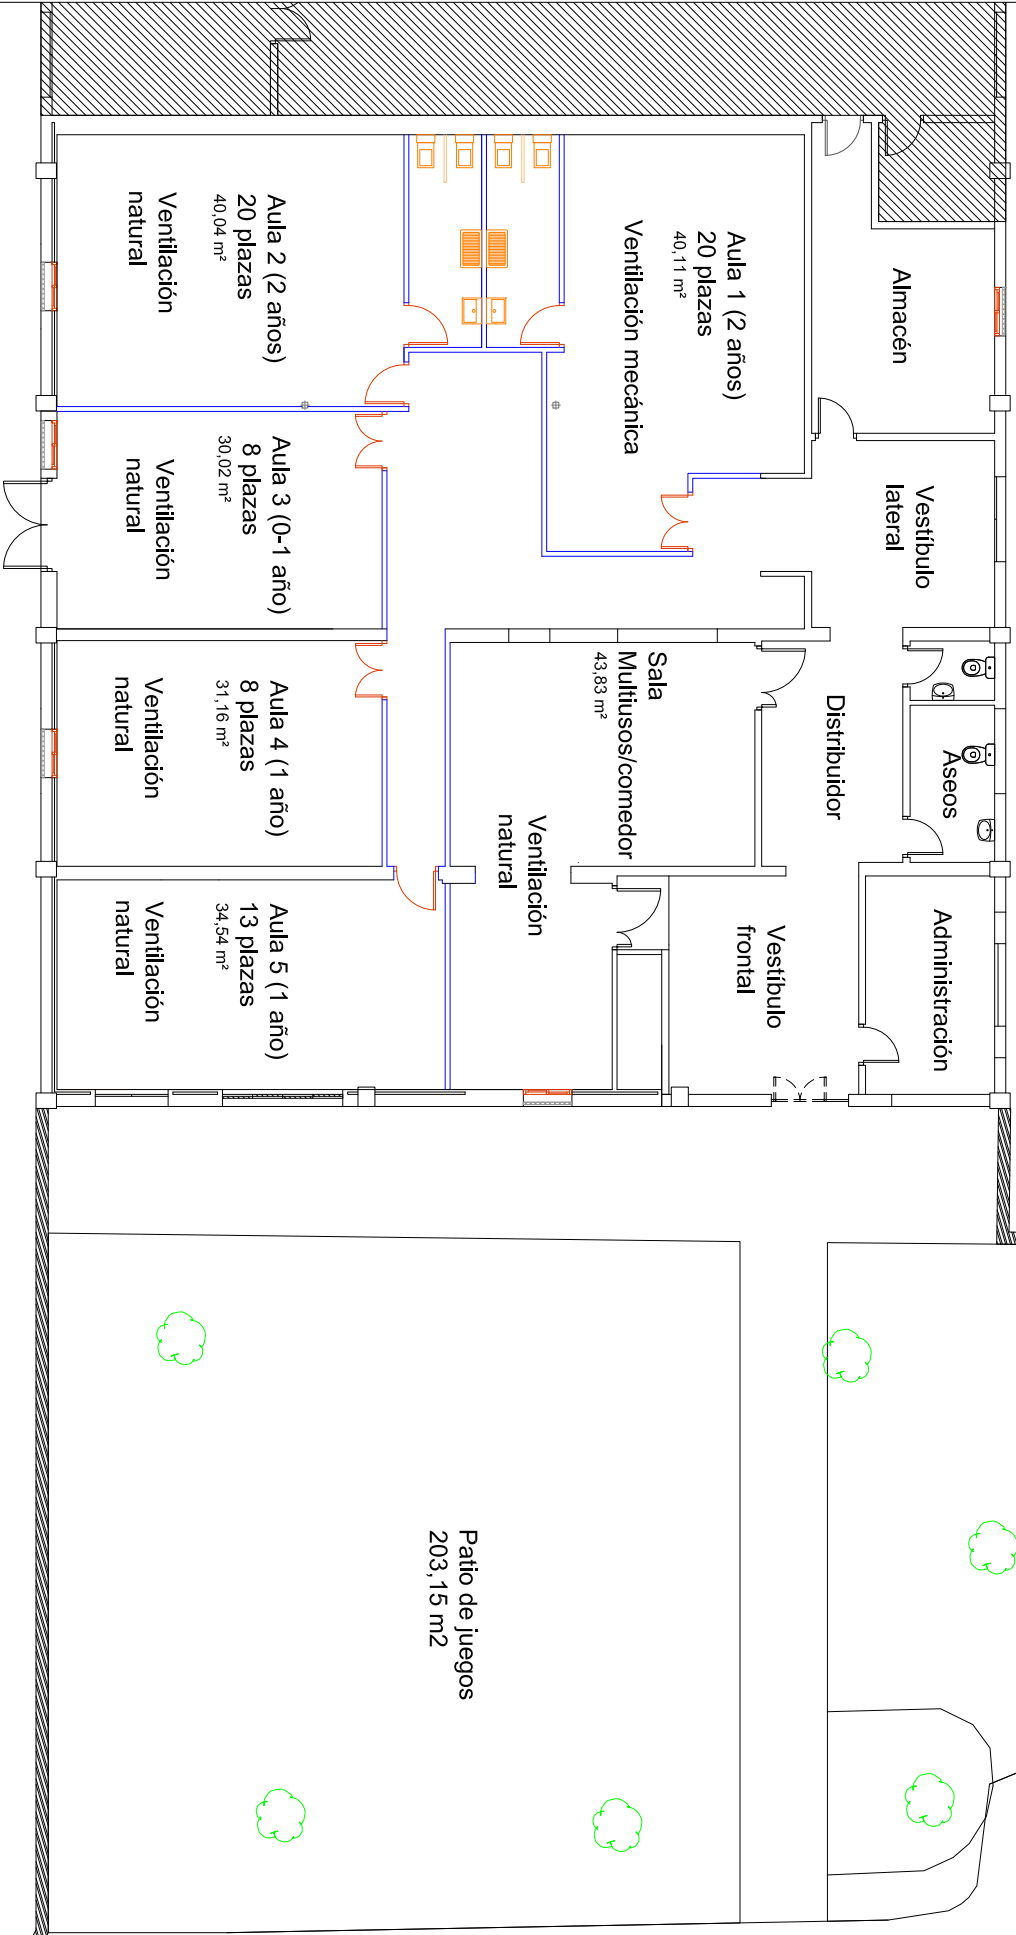 Almacén
Aula 1 (2 años)
20 plazas
40,11 m²
Ventilación mecánica
Aula 2 (2 años)
20 plazas
40,04 m²
Ventilación
natural
Vestíbulo
lateral
Aula 3 (0-1 año)
8 plazas
30,02 m²
Ventilación
natural
Aseos
Distribuidor
Sala
Multiusos/comedor
43,83 m²
Ventilación
natural
Aula 4 (1 año)
8 plazas
31,16 m²
Ventilación
natural
Administración
Vestíbulo
frontal
Aula 5 (1 año)
13 plazas
34,54 m²
Ventilación
natural
Patio de juegos
203,15 m2